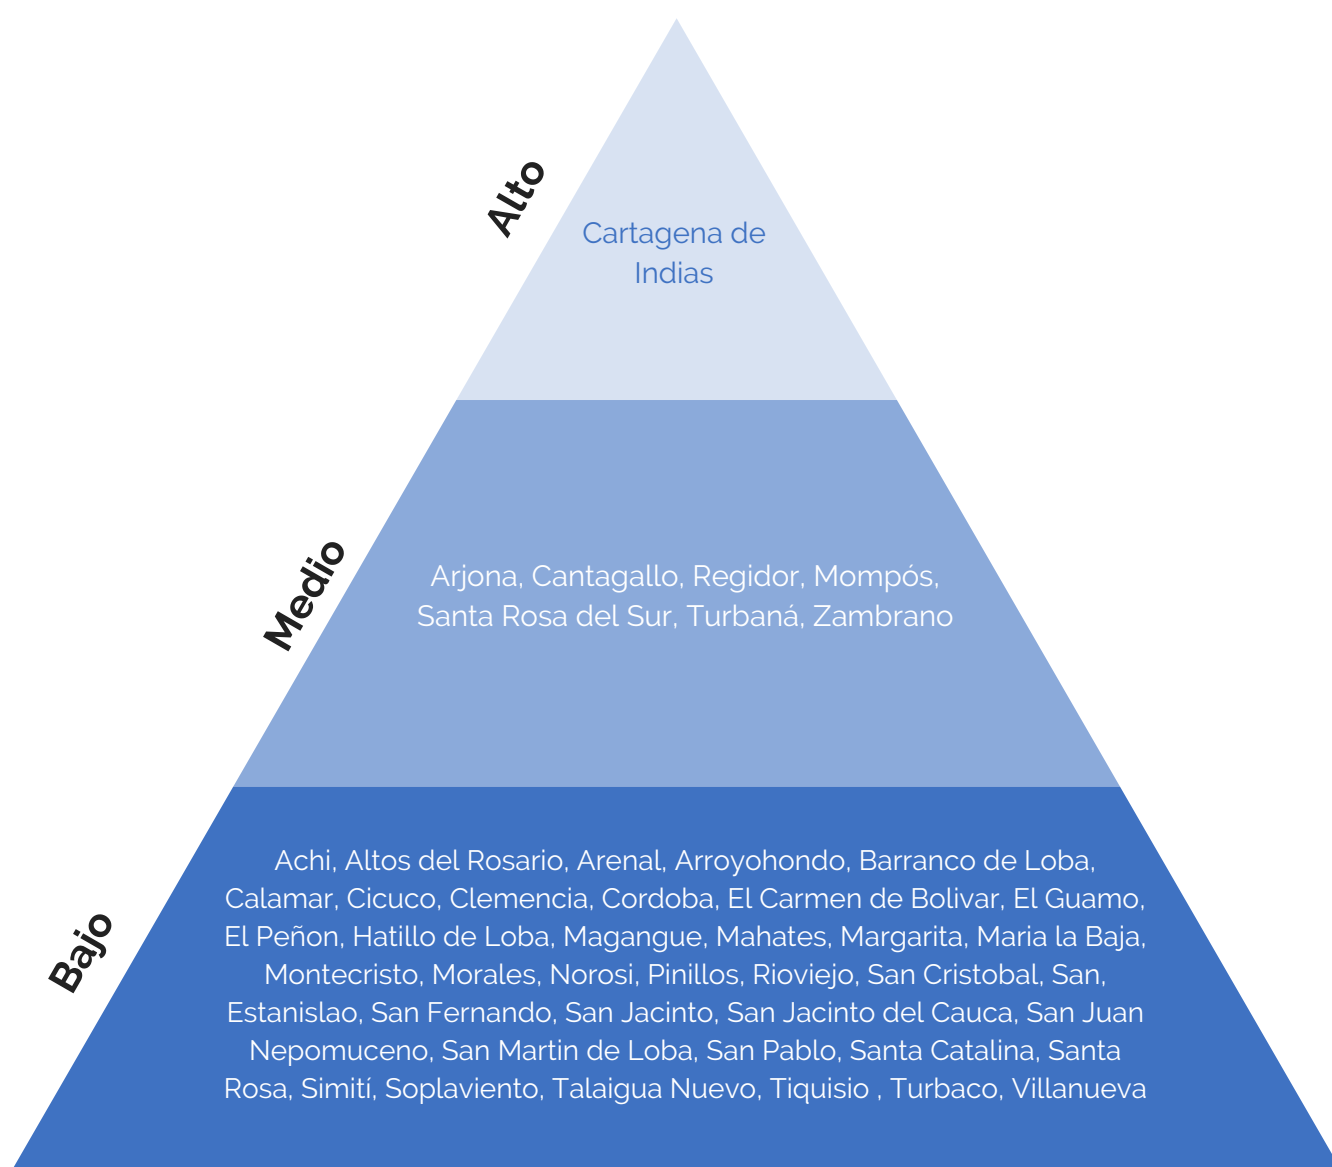 Alto
Cartagena de
Indias
Medio
Arjona, Cantagallo, Regidor, Mompós,
Santa Rosa del Sur, Turbaná, Zambrano
Bajo
Achi, Altos del Rosario, Arenal, Arroyohondo, Barranco de Loba,
Calamar, Cicuco, Clemencia, Cordoba, El Carmen de Bolivar, El Guamo,
El Peñon, Hatillo de Loba, Magangue, Mahates, Margarita, Maria la Baja,
Montecristo, Morales, Norosi, Pinillos, Rioviejo, San Cristobal, San,
Estanislao, San Fernando, San Jacinto, San Jacinto del Cauca, San Juan
Nepomuceno, San Martin de Loba, San Pablo, Santa Catalina, Santa
Rosa, Simití, Soplaviento, Talaigua Nuevo, Tiquisio , Turbaco, Villanueva